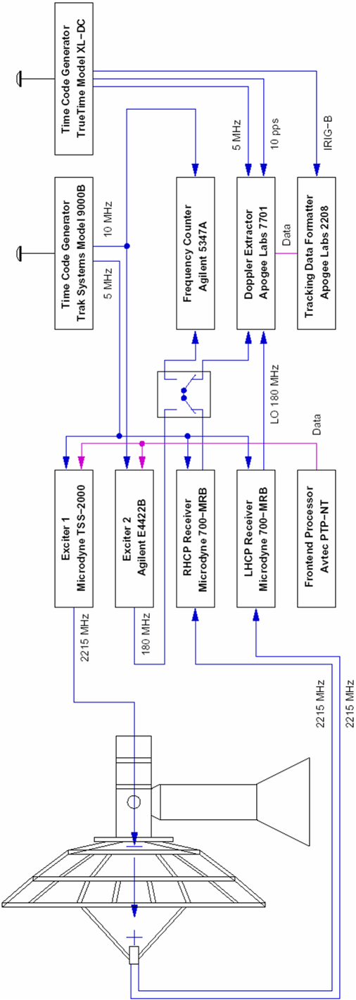 Time Code Generator
TrueTime Model XL-DC
Time Code Generator
Trak Systems Model 9000B
5 MHz
10 MHz
5 MHz
10 pps
IRIG-B
Frequency Counter
Agilent 5347A
Doppler Extractor
Apogee Labs 7701
Data
Tracking Data Formatter
Apogee Labs 2208
LO 180 MHz
Data
Exciter 1
Microdyne TSS-2000
Exciter 2
Agilent E4422B
RHCP Receiver
Microdyne 700-MRB
LHCP Receiver
Microdyne 700-MRB
Frontend Processor
Avtec PTP-NT
2215 MHz
180 MHz
2215 MHz
2215 MHz